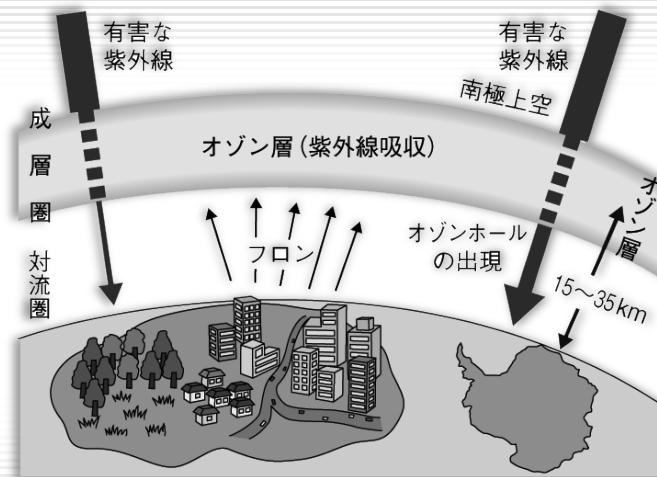 有害な
紫外線
有害な
紫外線
南極上空
成層圏
オゾン層(紫外線吸収)
オゾン層
対流圏
フロン
オゾンホール
の出現
15～35km